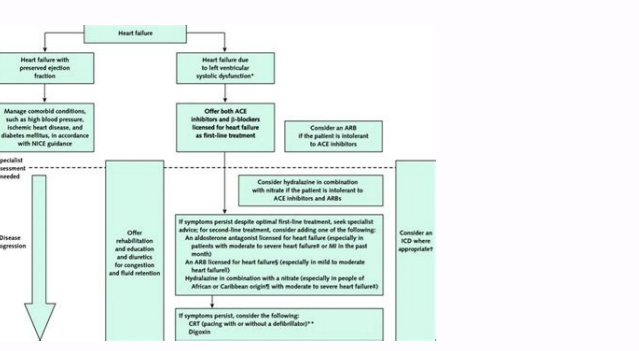 Heart failure
Heart failure with
preserved ejection
fraction
Heart failure due
to left ventricular
systolic dysfunction*
Manage comorbid conditions,
such as high blood pressure,
ischemic heart disease, and
diabetes mellitus, in accordance
with NICE guidance
Offer both ACE
inhibitors and β-blockers
licensed for heart failure
as first-line treatment
Consider an ARB
if the patient is intolerant
to ACE inhibitors
pecialist
sessment
needed
Consider hydralazine in combination
with nitrate if the patient is intolerant to
ACE inhibitors and ARBs
Disease
ogression
Offer
rehabilitation
and education
and diuretics
for congestion
and fluid retention
If symptoms persist despite optimal first-line treatment, seek specialist
advice; for second-line treatment, consider adding one of the following:
An aldosterone antagonist licensed for heart failure (especially in
patients with moderate to severe heart failure‡ or MI in the past
month)
An ARB licensed for heart failure§ (especially in mild to moderate
heart failure‖)
Hydralazine in combination with a nitrate (especially in people of
African or Caribbean origin¶ with moderate to severe heart failure‡)
Consider an
ICD where
appropriate†
If symptoms persist, consider the following:
CRT (pacing with or without a defibrillator)**
Digoxin